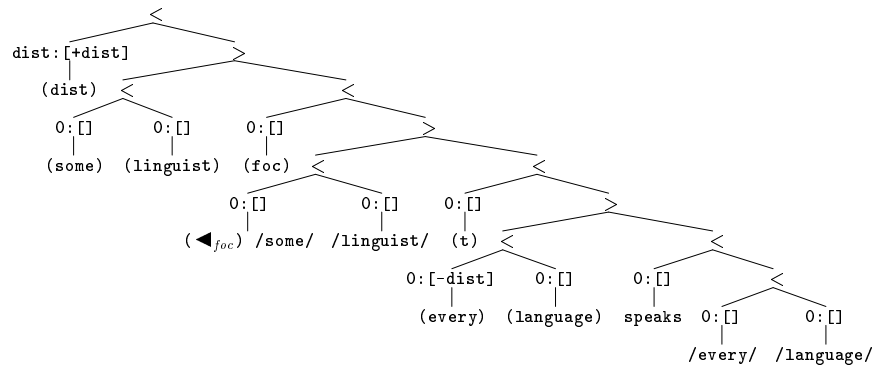 <
dist:[+dist] >
(dist) < <
0:[] 0:[] 0:[] >
(some) (linguist) (foc) < <
0:[] 0:[] 0:[] >
(◀foc) /some/ /linguist/ (t) < <
0:[-dist] 0:[] 0:[] <
(every) (language) speaks 0:[] 0:[]
/every/ /language/